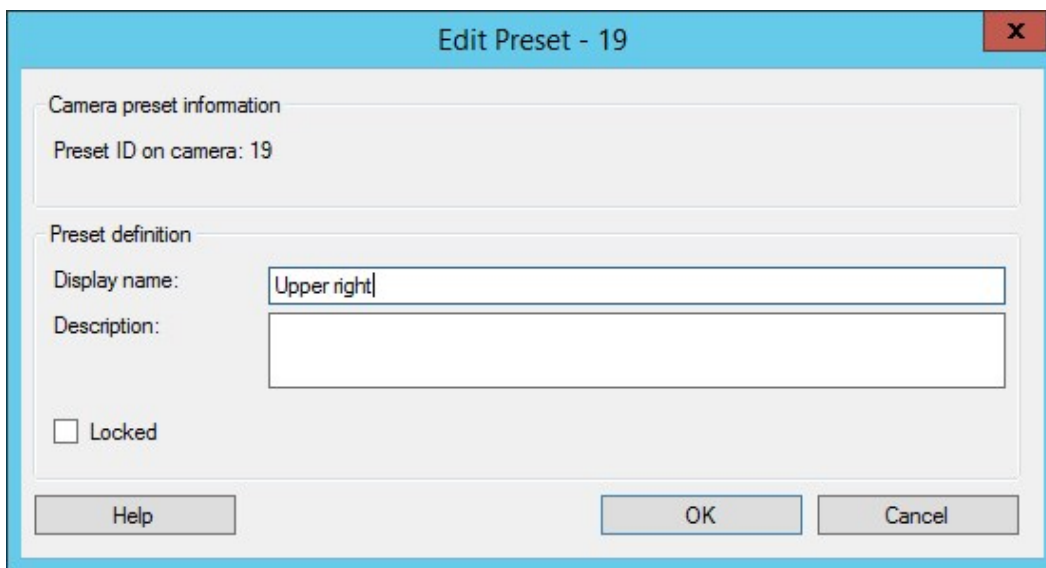 Edit Preset - 19
x
Camera preset information
Preset ID on camera: 19
Preset definition
Display name: Upper right
Description:
Locked
Help OK Cancel